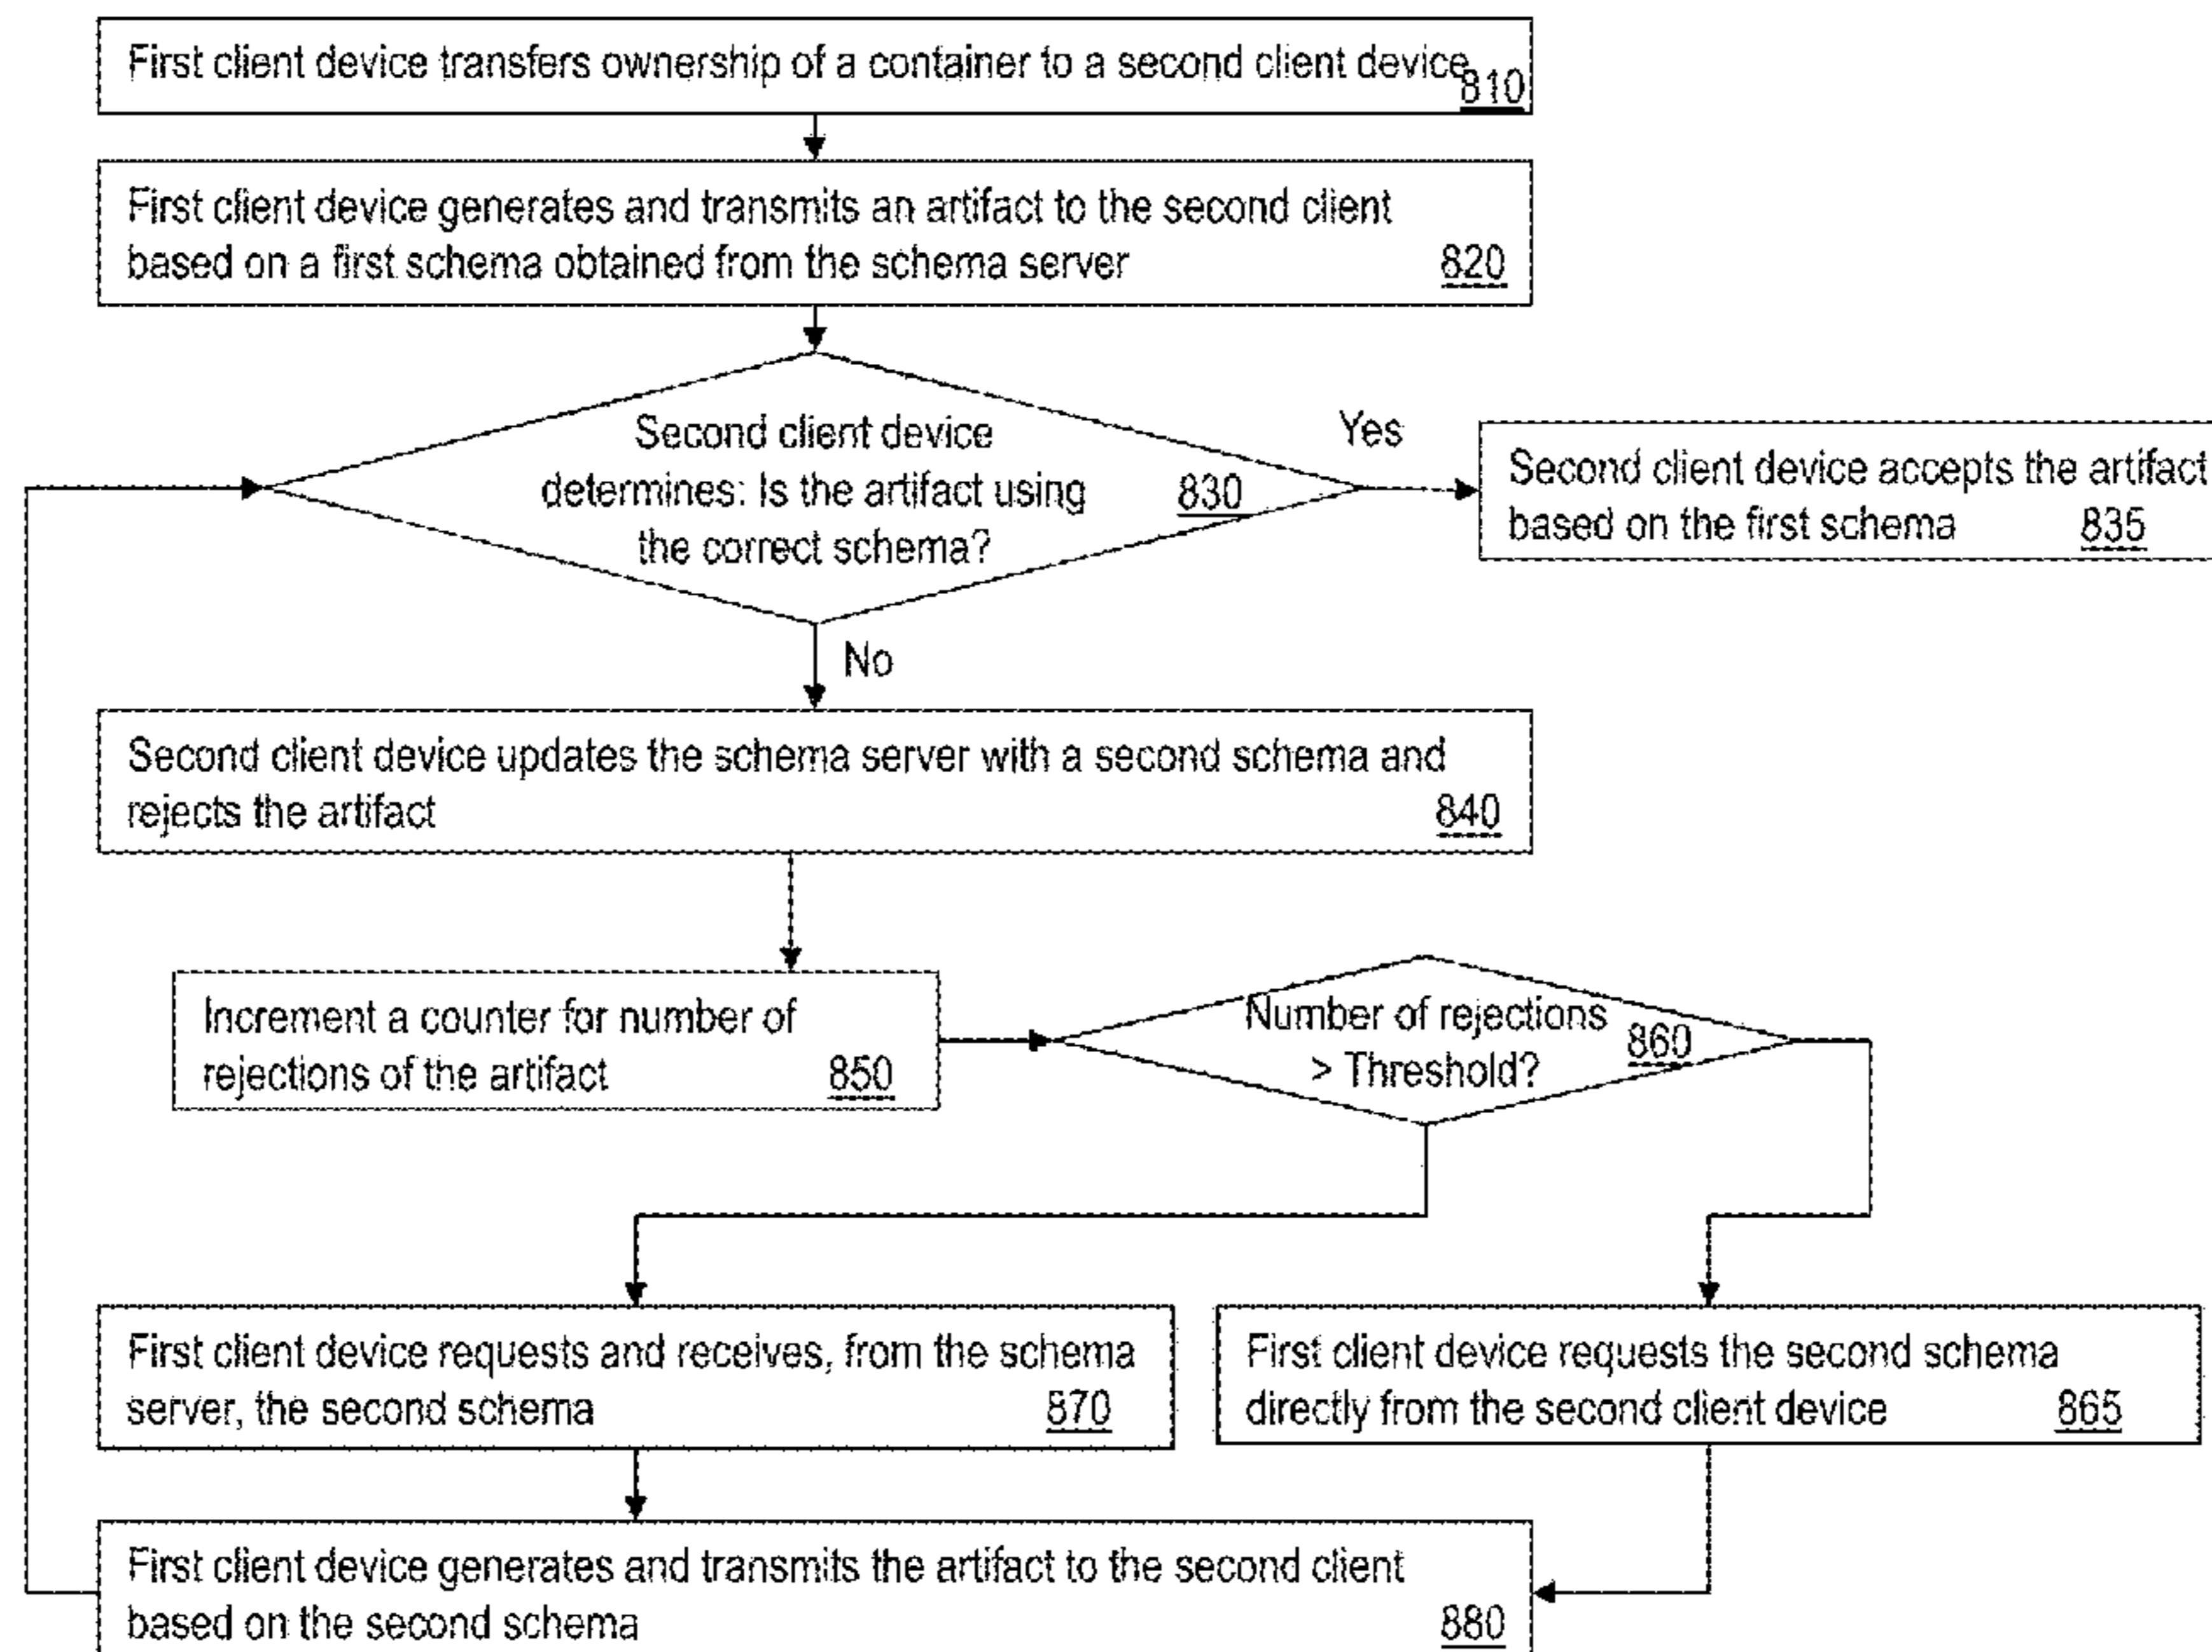 First client device transfers ownership of a container to a second client device
810
First client device generates and transmits an artifact to the second client
based on a first schema obtained from the schema server
820
Second client device
determines: Is the artifact using
the correct schema?
830
Yes
Second client device accepts the artifact
based on the first schema
835
No
Second client device updates the schema server with a second schema and
rejects the artifact
840
Increment a counter for number of
rejections of the artifact
850
Number of rejections
> Threshold?
860
First client device requests and receives, from the schema
server, the second schema
870
First client device requests the second schema
directly from the second client device
865
First client device generates and transmits the artifact to the second client
based on the second schema
880